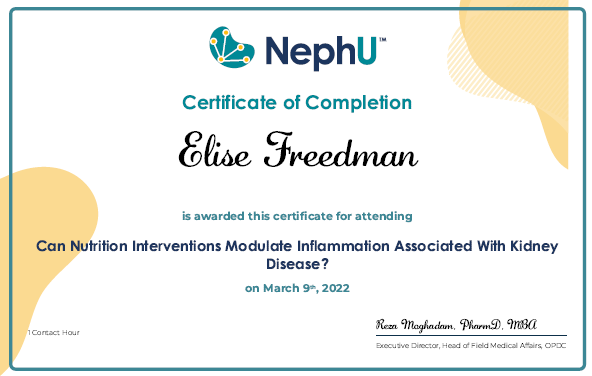 NephU™
Certificate of Completion
Elise Freedman
is awarded this certificate for attending
Can Nutrition Interventions Modulate Inflammation Associated With Kidney
Disease?
on March 9th, 2022
Reza Moghadam, PharmD, MBA
1 Contact Hour
Executive Director, Head of Field Medical Affairs, OPDC